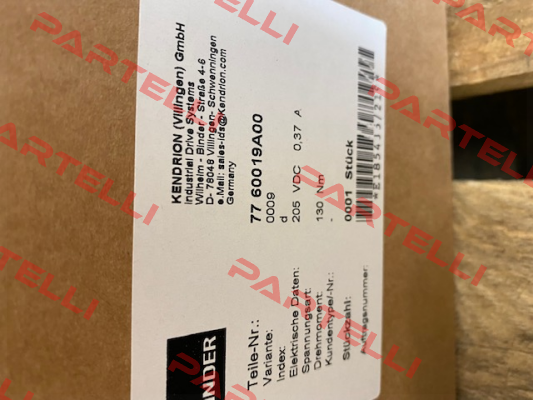 KENDRION (Villingen) GmbH
Industrial Drive Systems
Wilhelm - Binder - Straße 4-6
D- 78048 Villingen- Schwenningen
e.Mail: sales-ids@Kendrion.com
Germany
INDER
Teile-Nr.: 77 60019A00
Variante: 0009
Index: d
Elektrische Daten: 205 VDC 0,37 A
Spannungsart:
Drehmoment: 130 Nm
Kundentype/-Nr.: -
Stückzahl: 0001 Stück
Auftragsnummer:
PARTELLI
PARTELLI
PARTELLI
PARTELLI
PARTELLI
PARTELLI